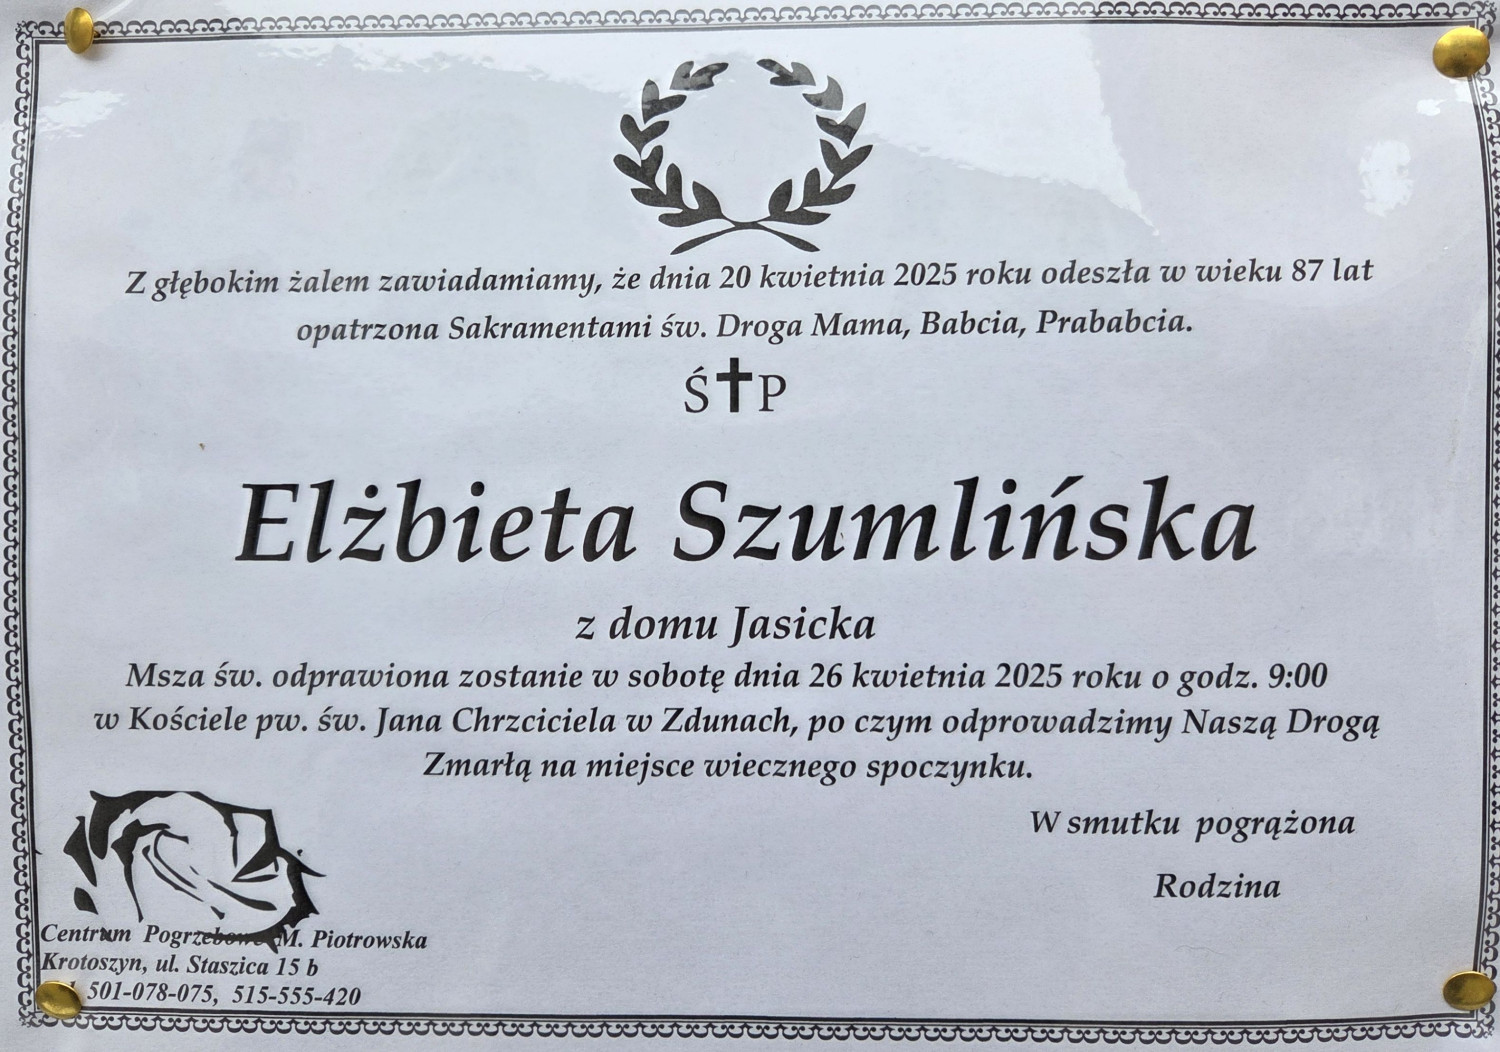 Z głębokim żalem zawiadamiamy, że dnia 20 kwietnia 2025 roku odeszła w wieku 87 lat
opatrzona Sakramentami św. Droga Mama, Babcia, Prababcia.
Ś✝P
Elżbieta Szumlińska
z domu Jasicka
Msza św. odprawiona zostanie w sobotę dnia 26 kwietnia 2025 roku o godz. 9:00
w Kościele pw. św. Jana Chrzciciela w Zdunach, po czym odprowadzimy Naszą Drogą
Zmarłą na miejsce wiecznego spoczynku.
W smutku pogrążona
Rodzina
Centrum Pogrzebowe M. Piotrowska
Krotoszyn, ul. Staszica 15 b
501-078-075, 515-555-420